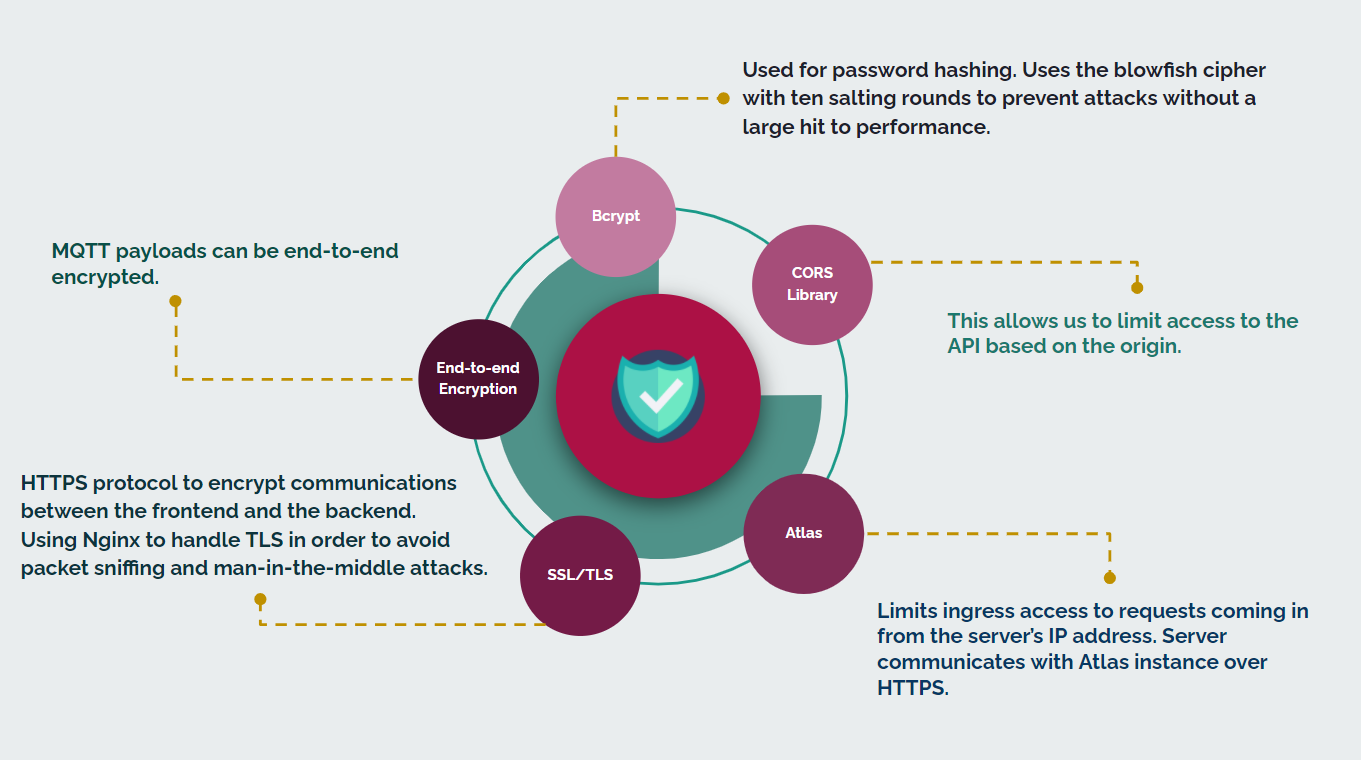 Used for password hashing. Uses the blowfish cipher
with ten salting rounds to prevent attacks without a
large hit to performance.
Bcrypt
MQTT payloads can be end-to-end
encrypted.
CORS
Library
This allows us to limit access to the
API based on the origin.
End-to-end
Encryption
HTTPS protocol to encrypt communications
between the frontend and the backend.
Using Nginx to handle TLS in order to avoid
packet sniffing and man-in-the-middle attacks.
Atlas
SSL/TLS
Limits ingress access to requests coming in
from the server’s IP address. Server
communicates with Atlas instance over
HTTPS.